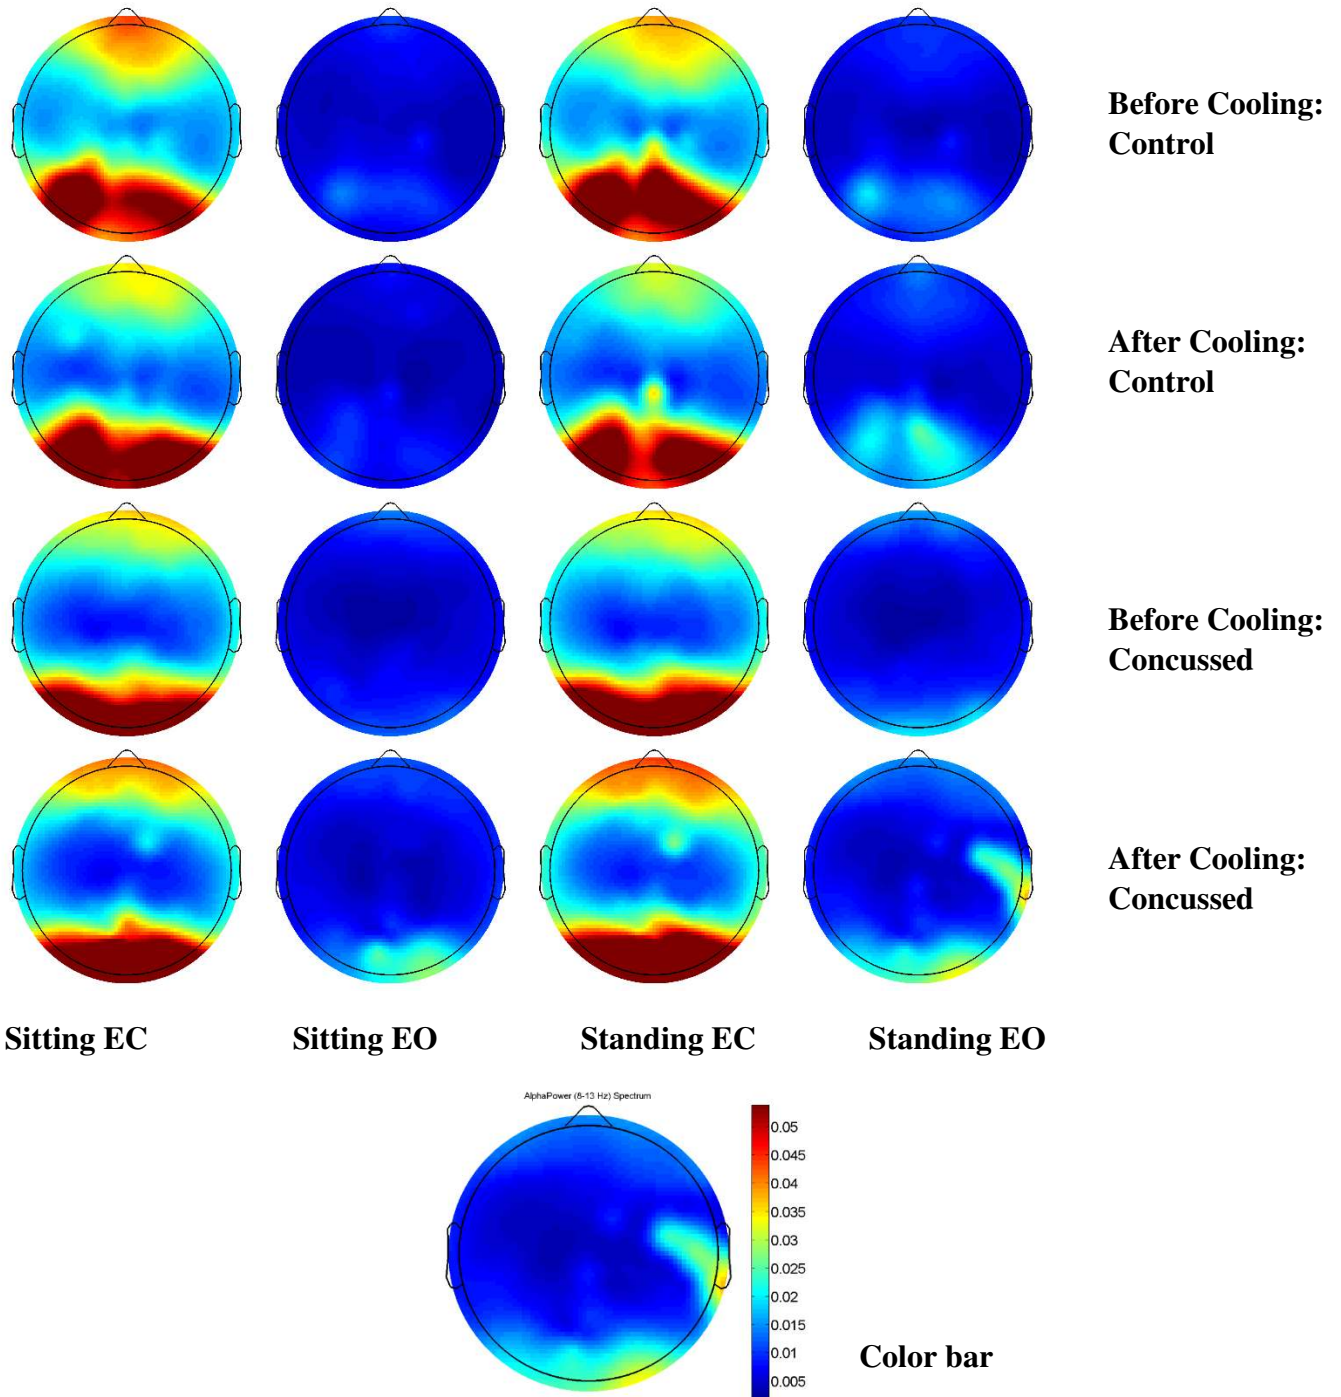 Before Cooling:
Control
After Cooling:
Control
Before Cooling:
Concussed
After Cooling:
Concussed
Sitting EC
Sitting EO
Standing EC
Standing EO
AlphaPower (8-13 Hz) Spectrum
0.05
0.045
0.04
0.035
0.03
0.025
0.02
0.015
0.01
0.005
Color bar